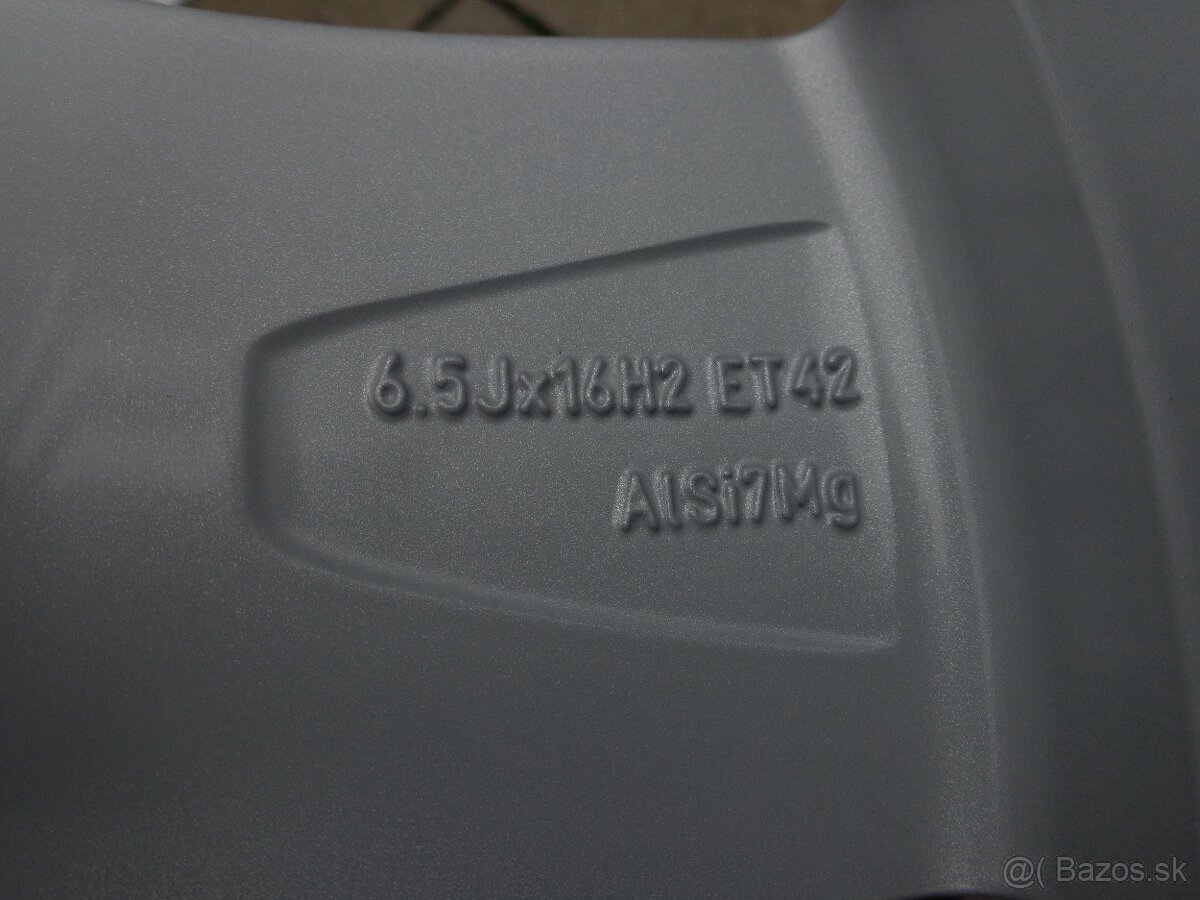 6.5Jx16H2 ET42
AlSi7Mg
@( Bazos.sk